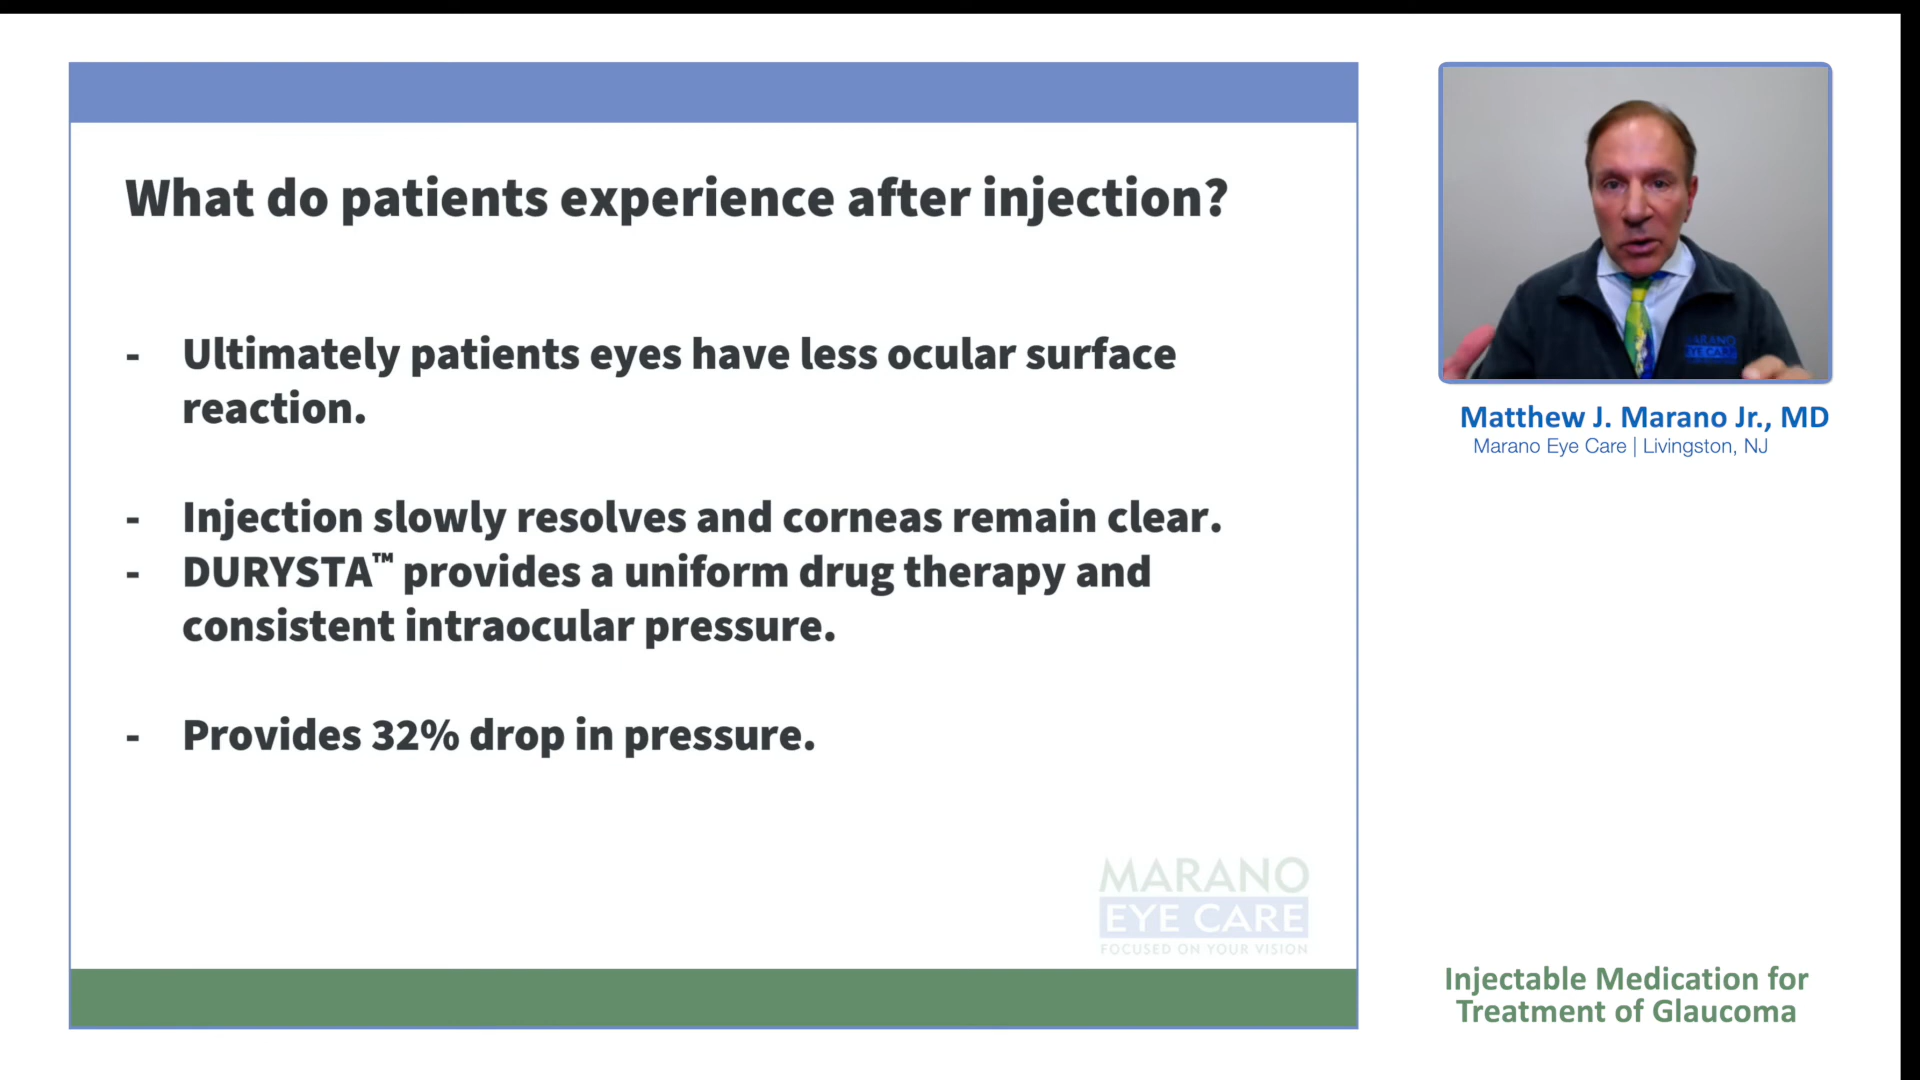 What do patients experience after injection?
- Ultimately patients eyes have less ocular surface
reaction.
- Injection slowly resolves and corneas remain clear.
- DURYSTA™ provides a uniform drug therapy and
consistent intraocular pressure.
- Provides 32% drop in pressure.
MARANO
EYE CARE
FOCUSED ON YOUR VISION
MARANO
EYE CARE
Matthew J. Marano Jr., MD
Marano Eye Care | Livingston, NJ
Injectable Medication for
Treatment of Glaucoma